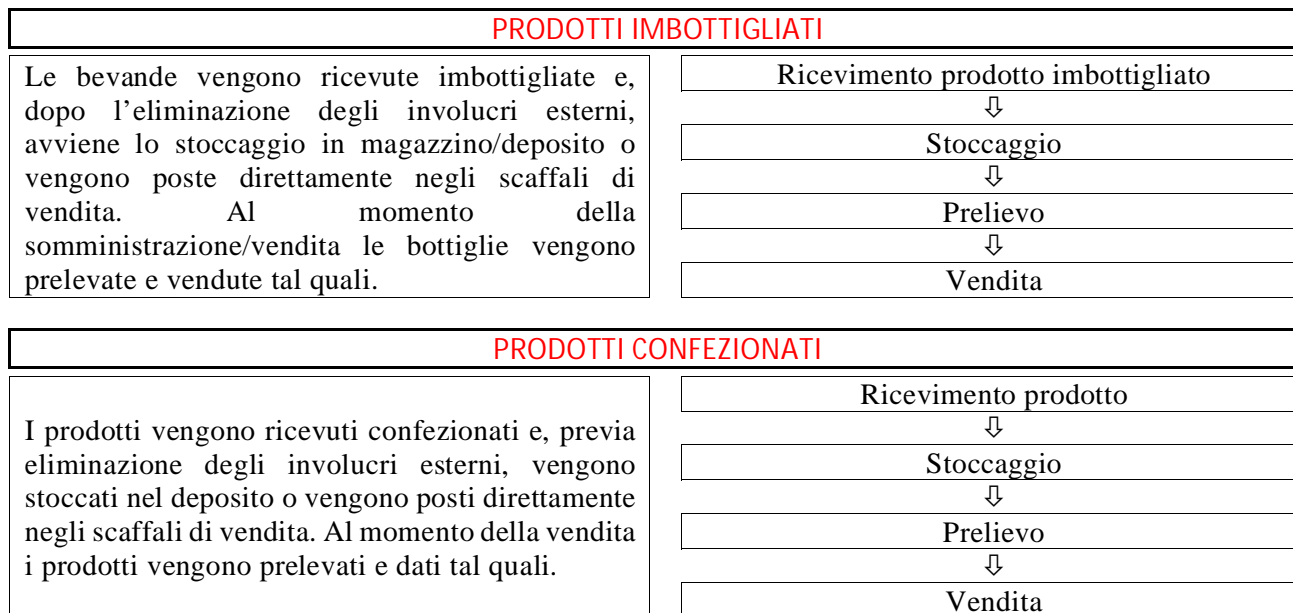 PRODOTTI IMBOTTIGLIATI
Le bevande vengono ricevute imbottigliate e,
dopo l’eliminazione degli involucri esterni,
avviene lo stoccaggio in magazzino/deposito o
vengono poste direttamente negli scaffali di
vendita. Al momento della
somministrazione/vendita le bottiglie vengono
prelevate e vendute tal quali.
Ricevimento prodotto imbottigliato
⇩
Stoccaggio
⇩
Prelievo
⇩
Vendita
PRODOTTI CONFEZIONATI
I prodotti vengono ricevuti confezionati e, previa
eliminazione degli involucri esterni, vengono
stoccati nel deposito o vengono posti direttamente
negli scaffali di vendita. Al momento della vendita
i prodotti vengono prelevati e dati tal quali.
Ricevimento prodotto
⇩
Stoccaggio
⇩
Prelievo
⇩
Vendita